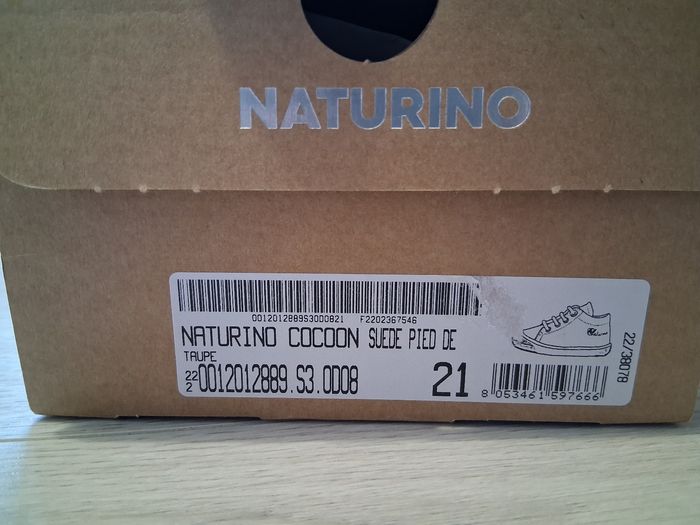 NATURINO
0012012889S30D0821 F2202367546
NATURINO COCOON SUEDE PIED DE
TAUPE
22
2
0012012889.S3.0D08
21
8 053461 597666
22/38078